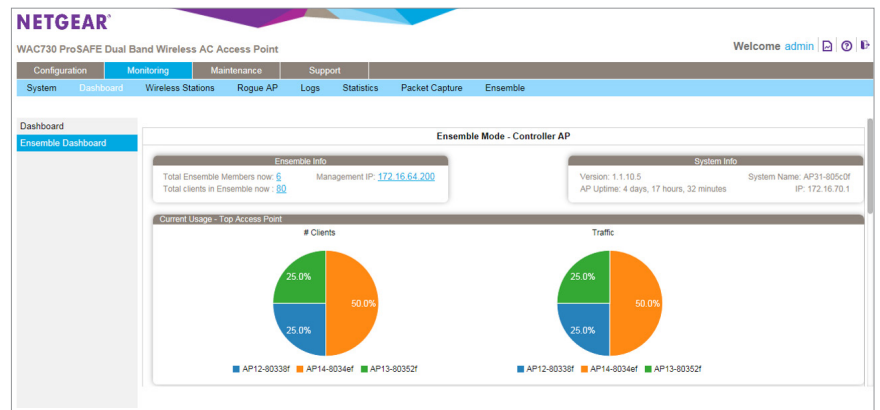 NETGEAR®
WAC730 ProSAFE Dual Band Wireless AC Access Point
Welcome admin
Configuration Monitoring Maintenance Support
System Dashboard Wireless Stations Rogue AP Logs Statistics Packet Capture Ensemble
Dashboard
Ensemble Dashboard
Ensemble Mode - Controller AP
Ensemble Info
Total Ensemble Members now: 6 Management IP: 172.16.64.200
Total clients in Ensemble now : 80
System Info
Version: 1.1.10.5 System Name: AP31-805c0f
AP Uptime: 4 days, 17 hours, 32 minutes IP: 172.16.70.1
Current Usage - Top Access Point
# Clients
25.0%
50.0%
25.0%
AP12-80338f AP14-8034ef AP13-80352f
Traffic
25.0%
50.0%
25.0%
AP12-80338f AP14-8034ef AP13-80352f